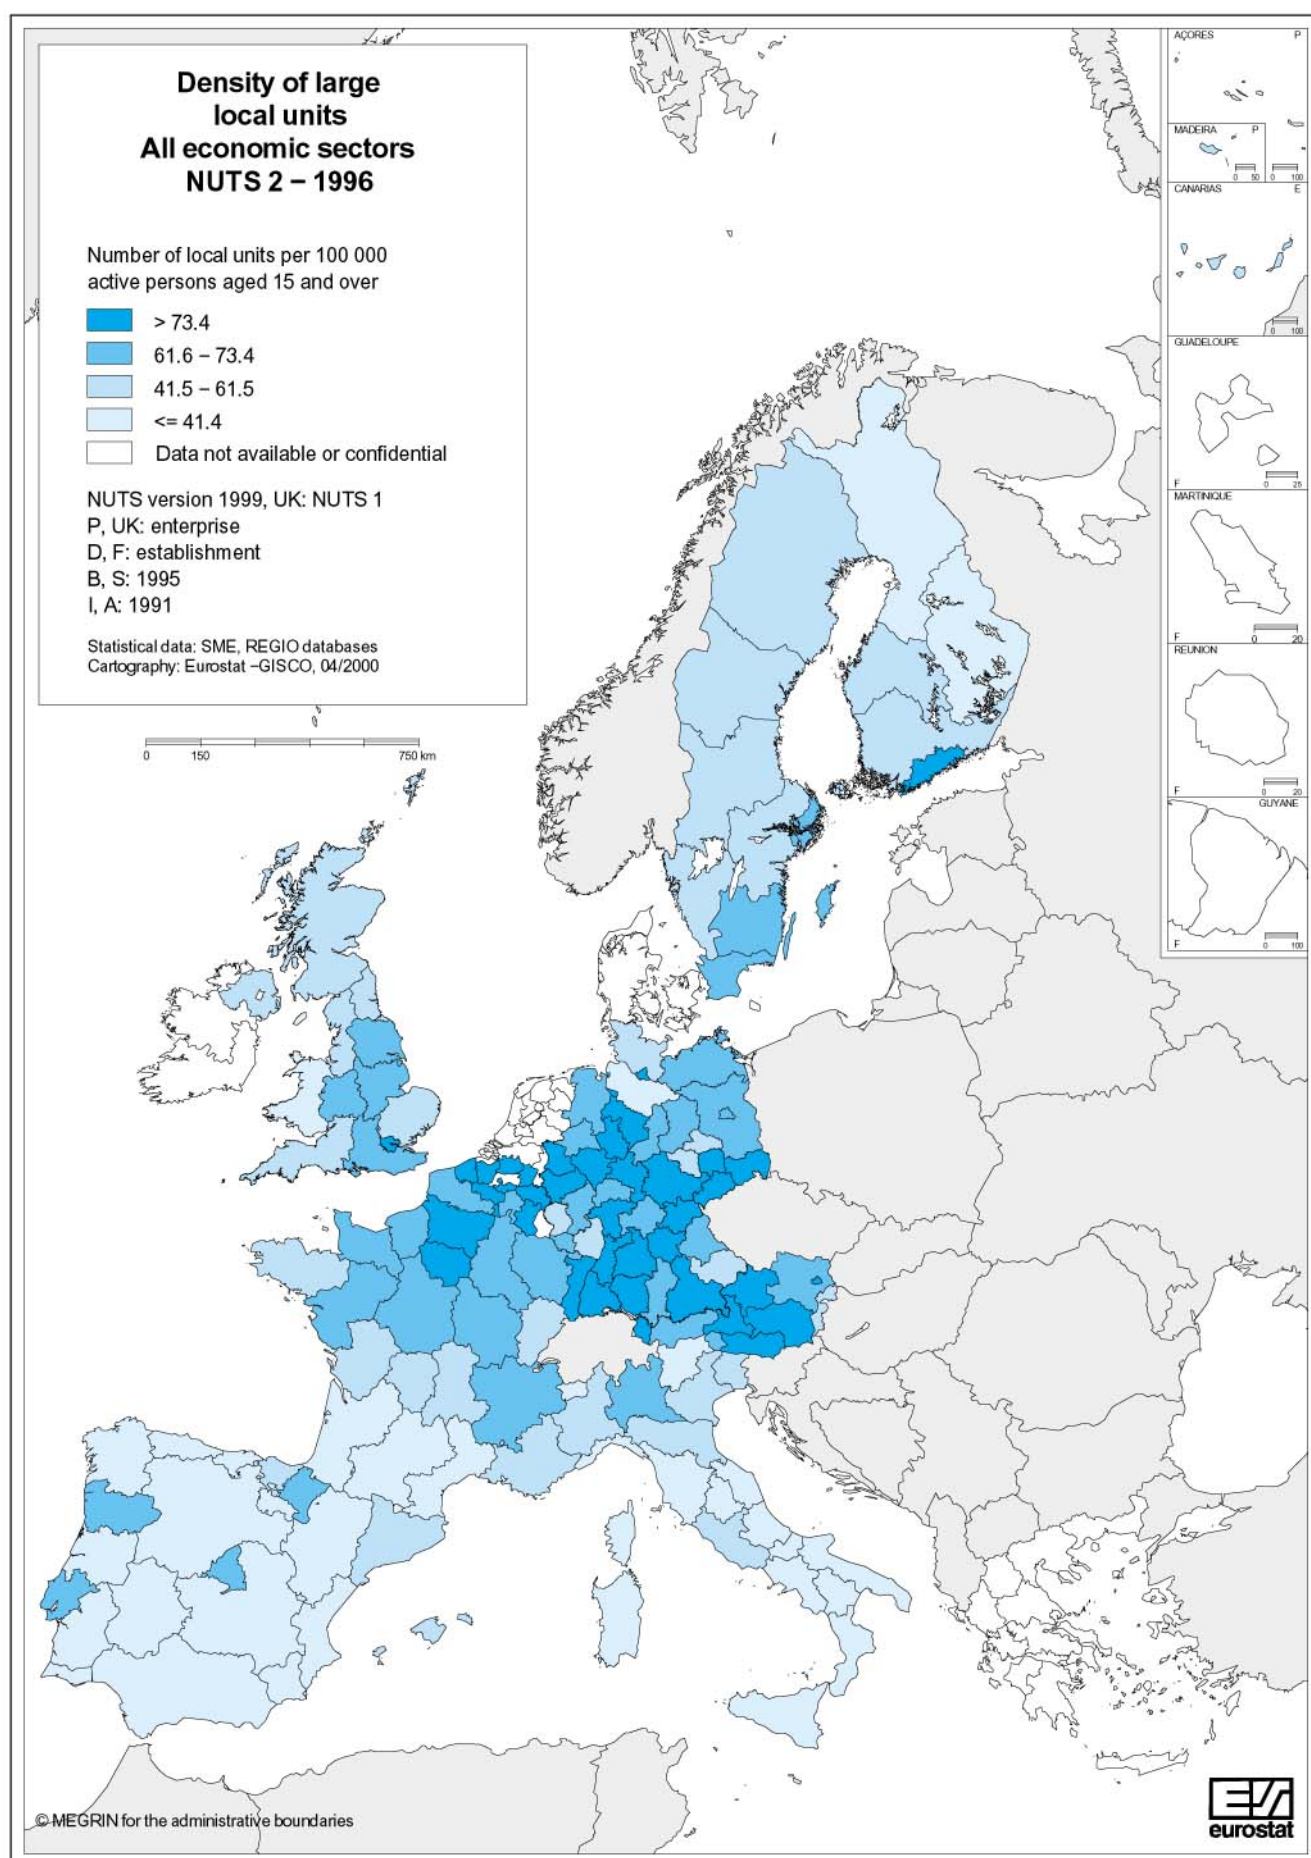 Density of large
local units
All economic sectors
NUTS 2 – 1996
Number of local units per 100 000
active persons aged 15 and over
> 73.4
61.6 – 73.4
41.5 – 61.5
<= 41.4
Data not available or confidential
NUTS version 1999, UK: NUTS 1
P, UK: enterprise
D, F: establishment
B, S: 1995
I, A: 1991
Statistical data: SME, REGIO databases
Cartography: Eurostat –GISCO, 04/2000
0 150 750 km
AÇORES P
MADEIRA P
0 50 0 100
CANARIAS E
0 100
GUADELOUPE
F 0 25
MARTINIQUE
F 0 20
REUNION
F 0 20
GUYANE
F 0 100
© MEGRIN for the administrative boundaries
eurostat